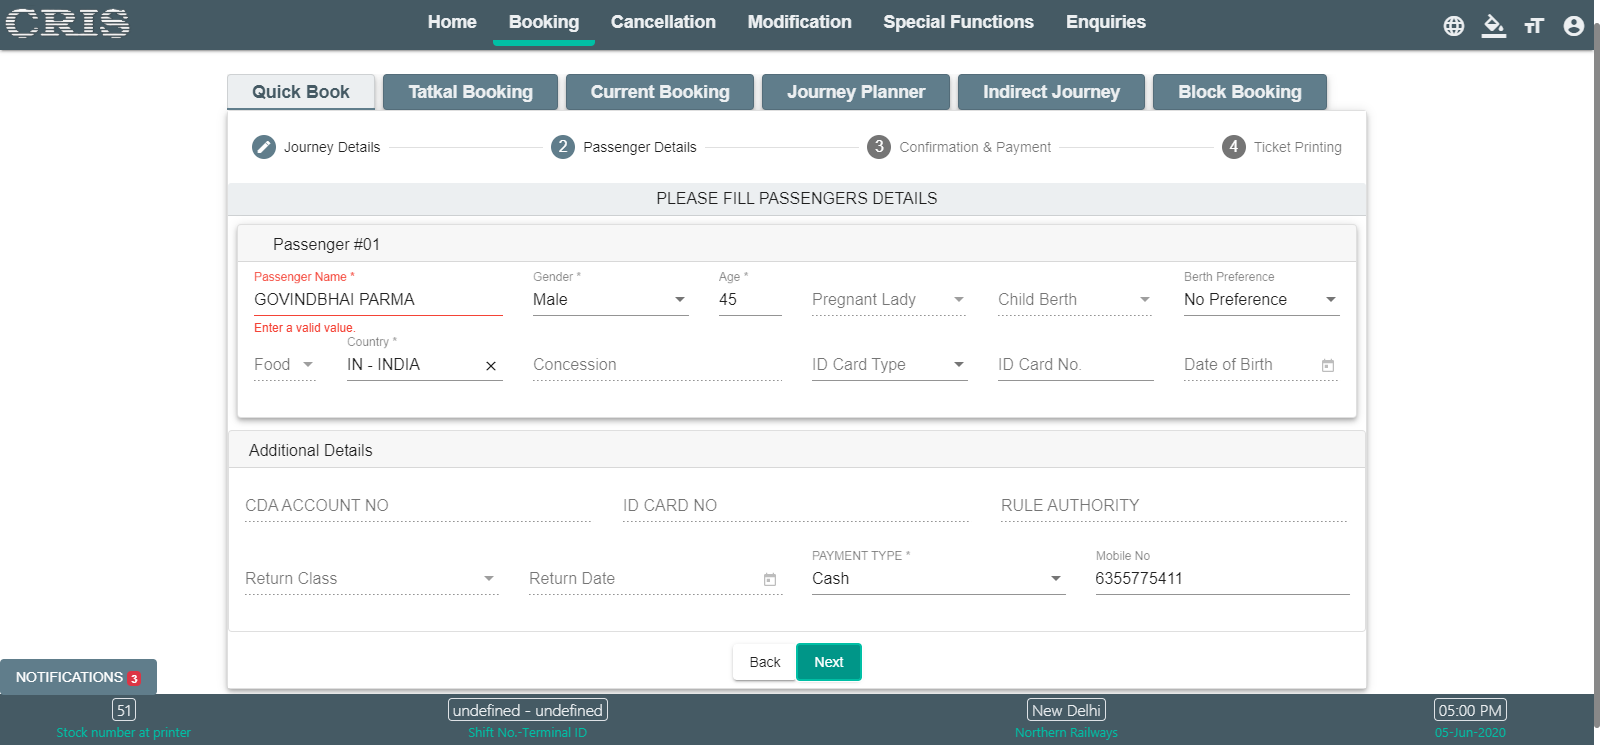 CRIS
Home Booking Cancellation Modification Special Functions Enquiries
Quick Book Tatkal Booking Current Booking Journey Planner Indirect Journey Block Booking
Journey Details 2 Passenger Details 3 Confirmation & Payment 4 Ticket Printing
PLEASE FILL PASSENGERS DETAILS
Passenger #01
Passenger Name * Gender * Age * Berth Preference
GOVINDBHAI PARMA Male 45 Pregnant Lady Child Berth No Preference
Enter a valid value.
Country *
Food IN - INDIA Concession ID Card Type ID Card No. Date of Birth
Additional Details
CDA ACCOUNT NO ID CARD NO RULE AUTHORITY
PAYMENT TYPE * Mobile No
Return Class Return Date Cash 6355775411
Back Next
NOTIFICATIONS 3
51 undefined - undefined New Delhi 05:00 PM
Stock number at printer Shift No.-Terminal ID Northern Railways 05-Jun-2020